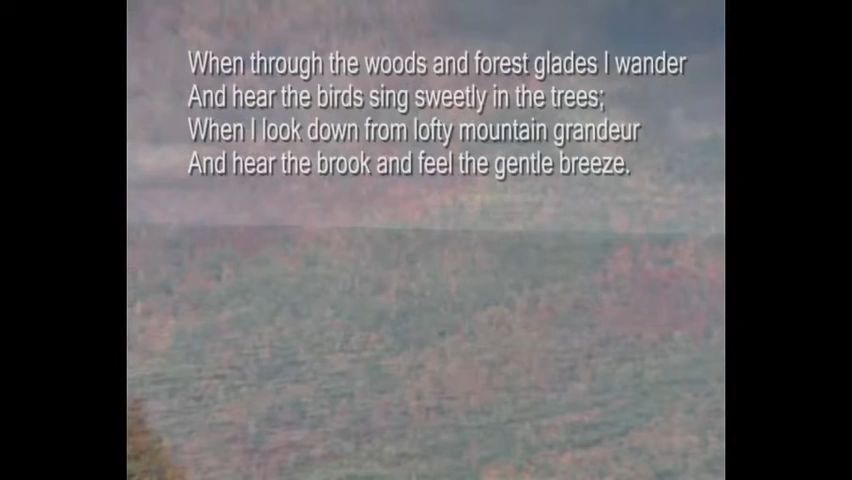 When through the woods and forest glades I wander
And hear the birds sing sweetly in the trees;
When I look down from lofty mountain grandeur
And hear the brook and feel the gentle breeze.